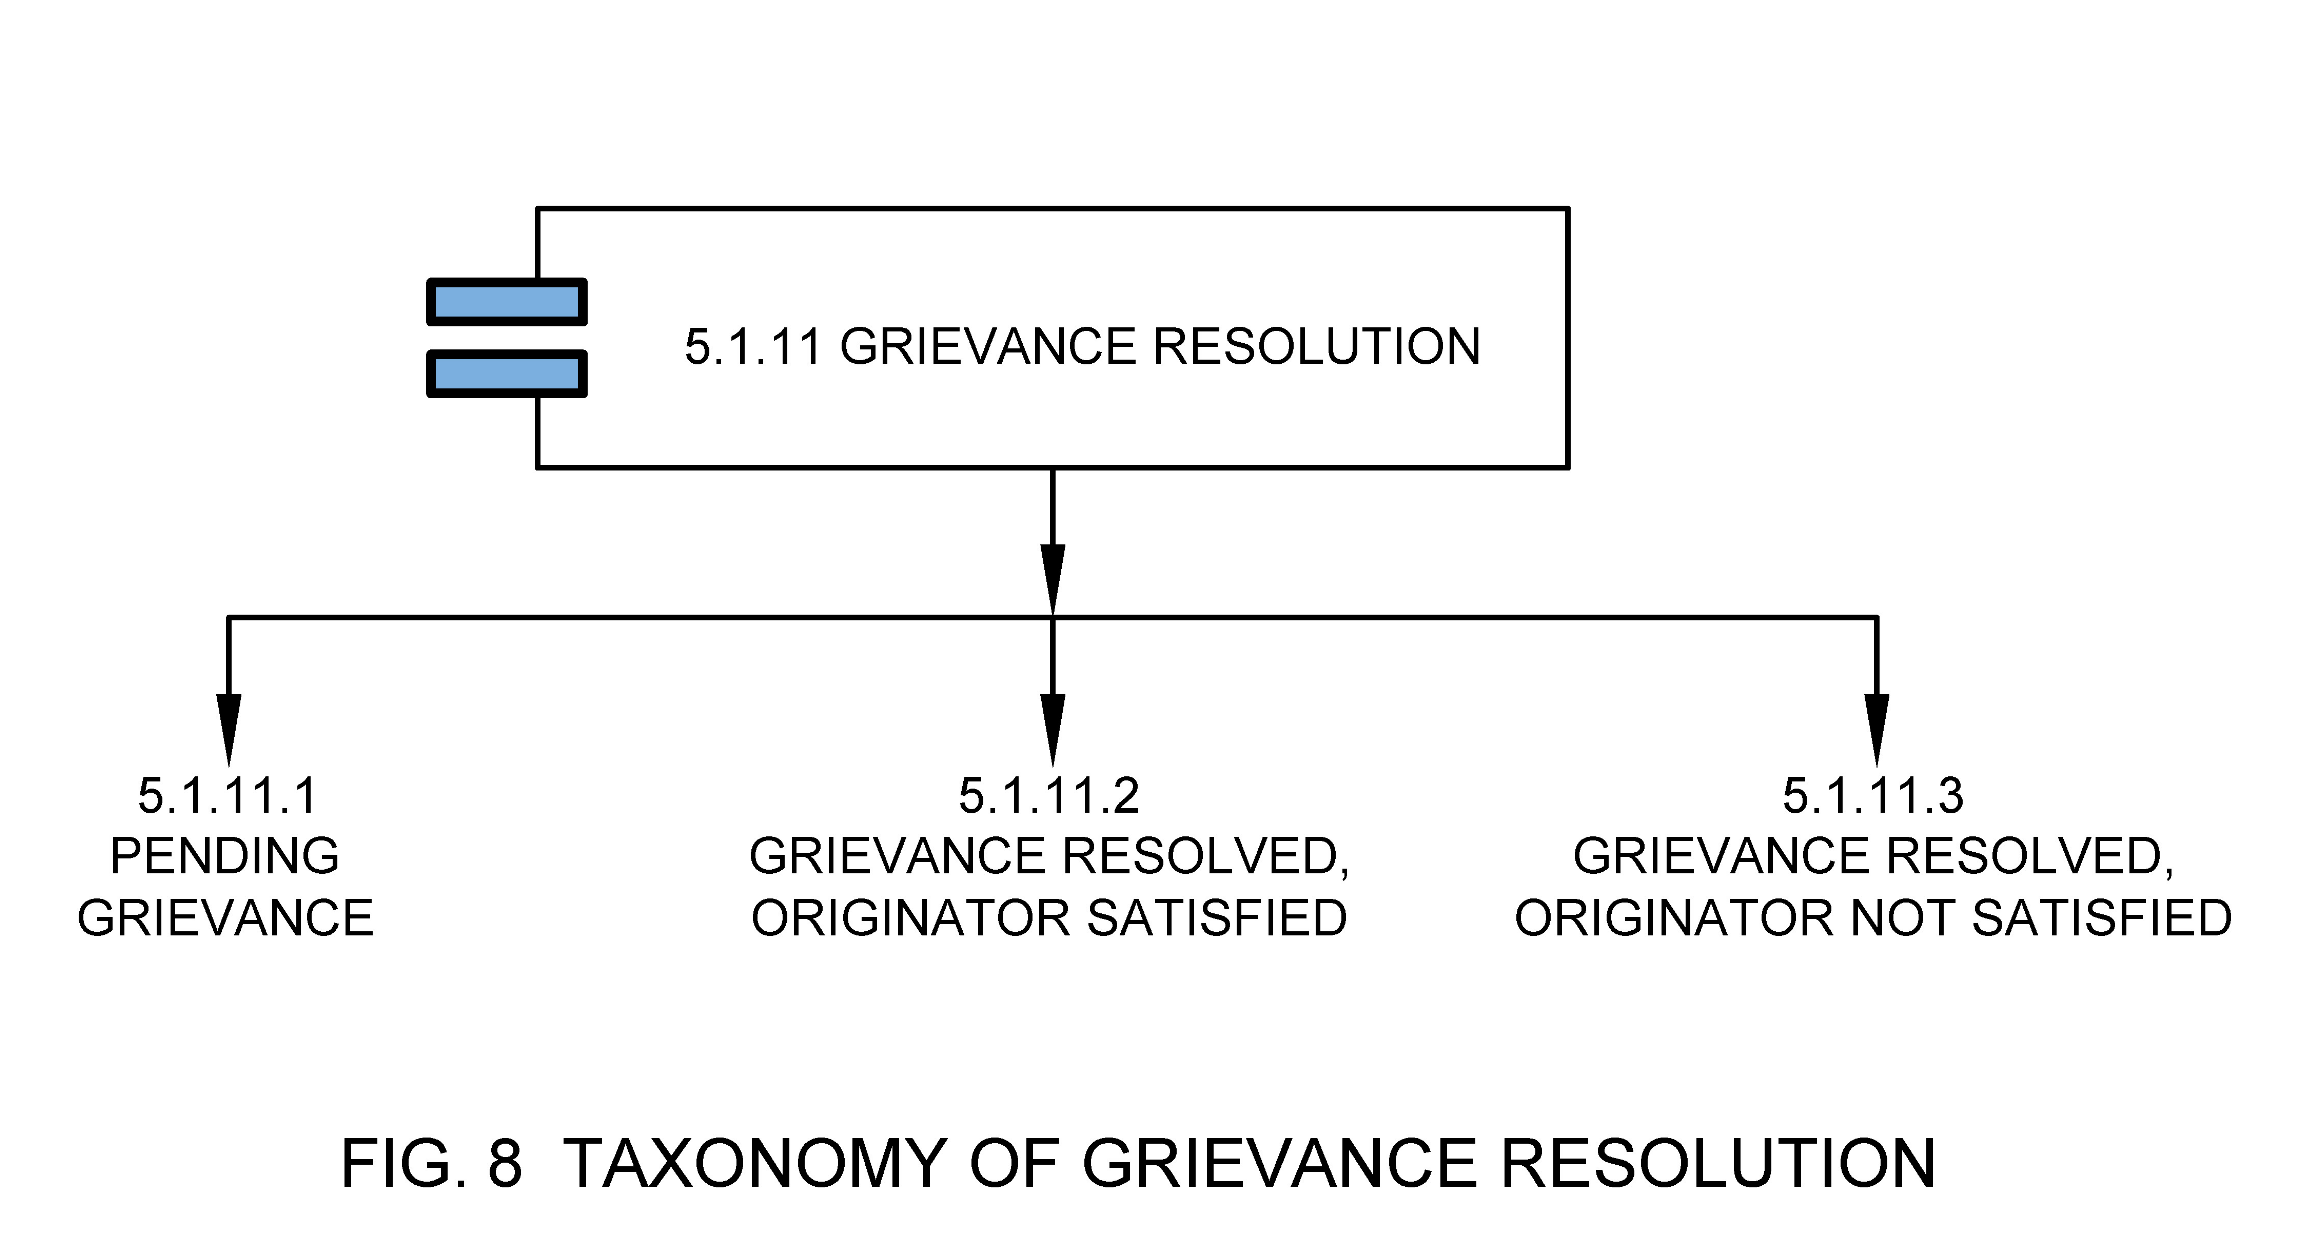 5.1.11 GRIEVANCE RESOLUTION
5.1.11.1
PENDING
GRIEVANCE
5.1.11.2
GRIEVANCE RESOLVED,
ORIGINATOR SATISFIED
5.1.11.3
GRIEVANCE RESOLVED,
ORIGINATOR NOT SATISFIED
FIG. 8 TAXONOMY OF GRIEVANCE RESOLUTION